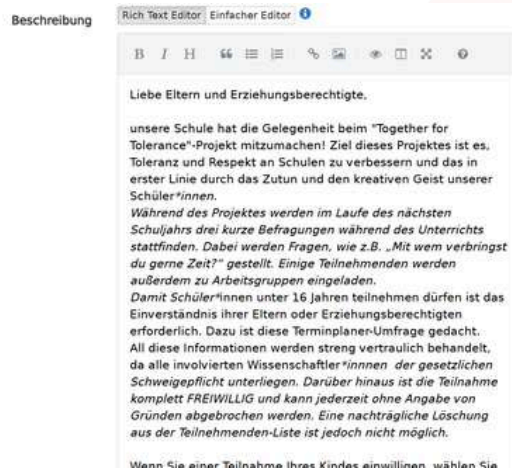 Beschreibung
Rich Text Editor Einfacher Editor
B I H
Liebe Eltern und Erziehungsberechtigte,
unsere Schule hat die Gelegenheit beim "Together for
Tolerance"-Projekt mitzumachen! Ziel dieses Projektes ist es,
Toleranz und Respekt an Schulen zu verbessern und das in
erster Linie durch das Zutun und den kreativen Geist unserer
Schüler*innen.
Während des Projektes werden im Laufe des nächsten
Schuljahrs drei kurze Befragungen während des Unterrichts
stattfinden. Dabei werden Fragen, wie z.B. „Mit wem verbringst
du gerne Zeit?" gestellt. Einige Teilnehmenden werden
außerdem zu Arbeitsgruppen eingeladen.
Damit Schüler*innen unter 16 Jahren teilnehmen dürfen ist das
Einverständnis ihrer Eltern oder Erziehungsberechtigten
erforderlich. Dazu ist diese Terminplaner-Umfrage gedacht.
All diese Informationen werden streng vertraulich behandelt,
da alle involvierten Wissenschaftler*innnen der gesetzlichen
Schweigepflicht unterliegen. Darüber hinaus ist die Teilnahme
komplett FREIWILLIG und kann jederzeit ohne Angabe von
Gründen abgebrochen werden. Eine nachträgliche Löschung
aus der Teilnehmenden-Liste ist jedoch nicht möglich.
Wenn Sie einer Teilnahme Ihres Kindes einwilligen, wählen Sie